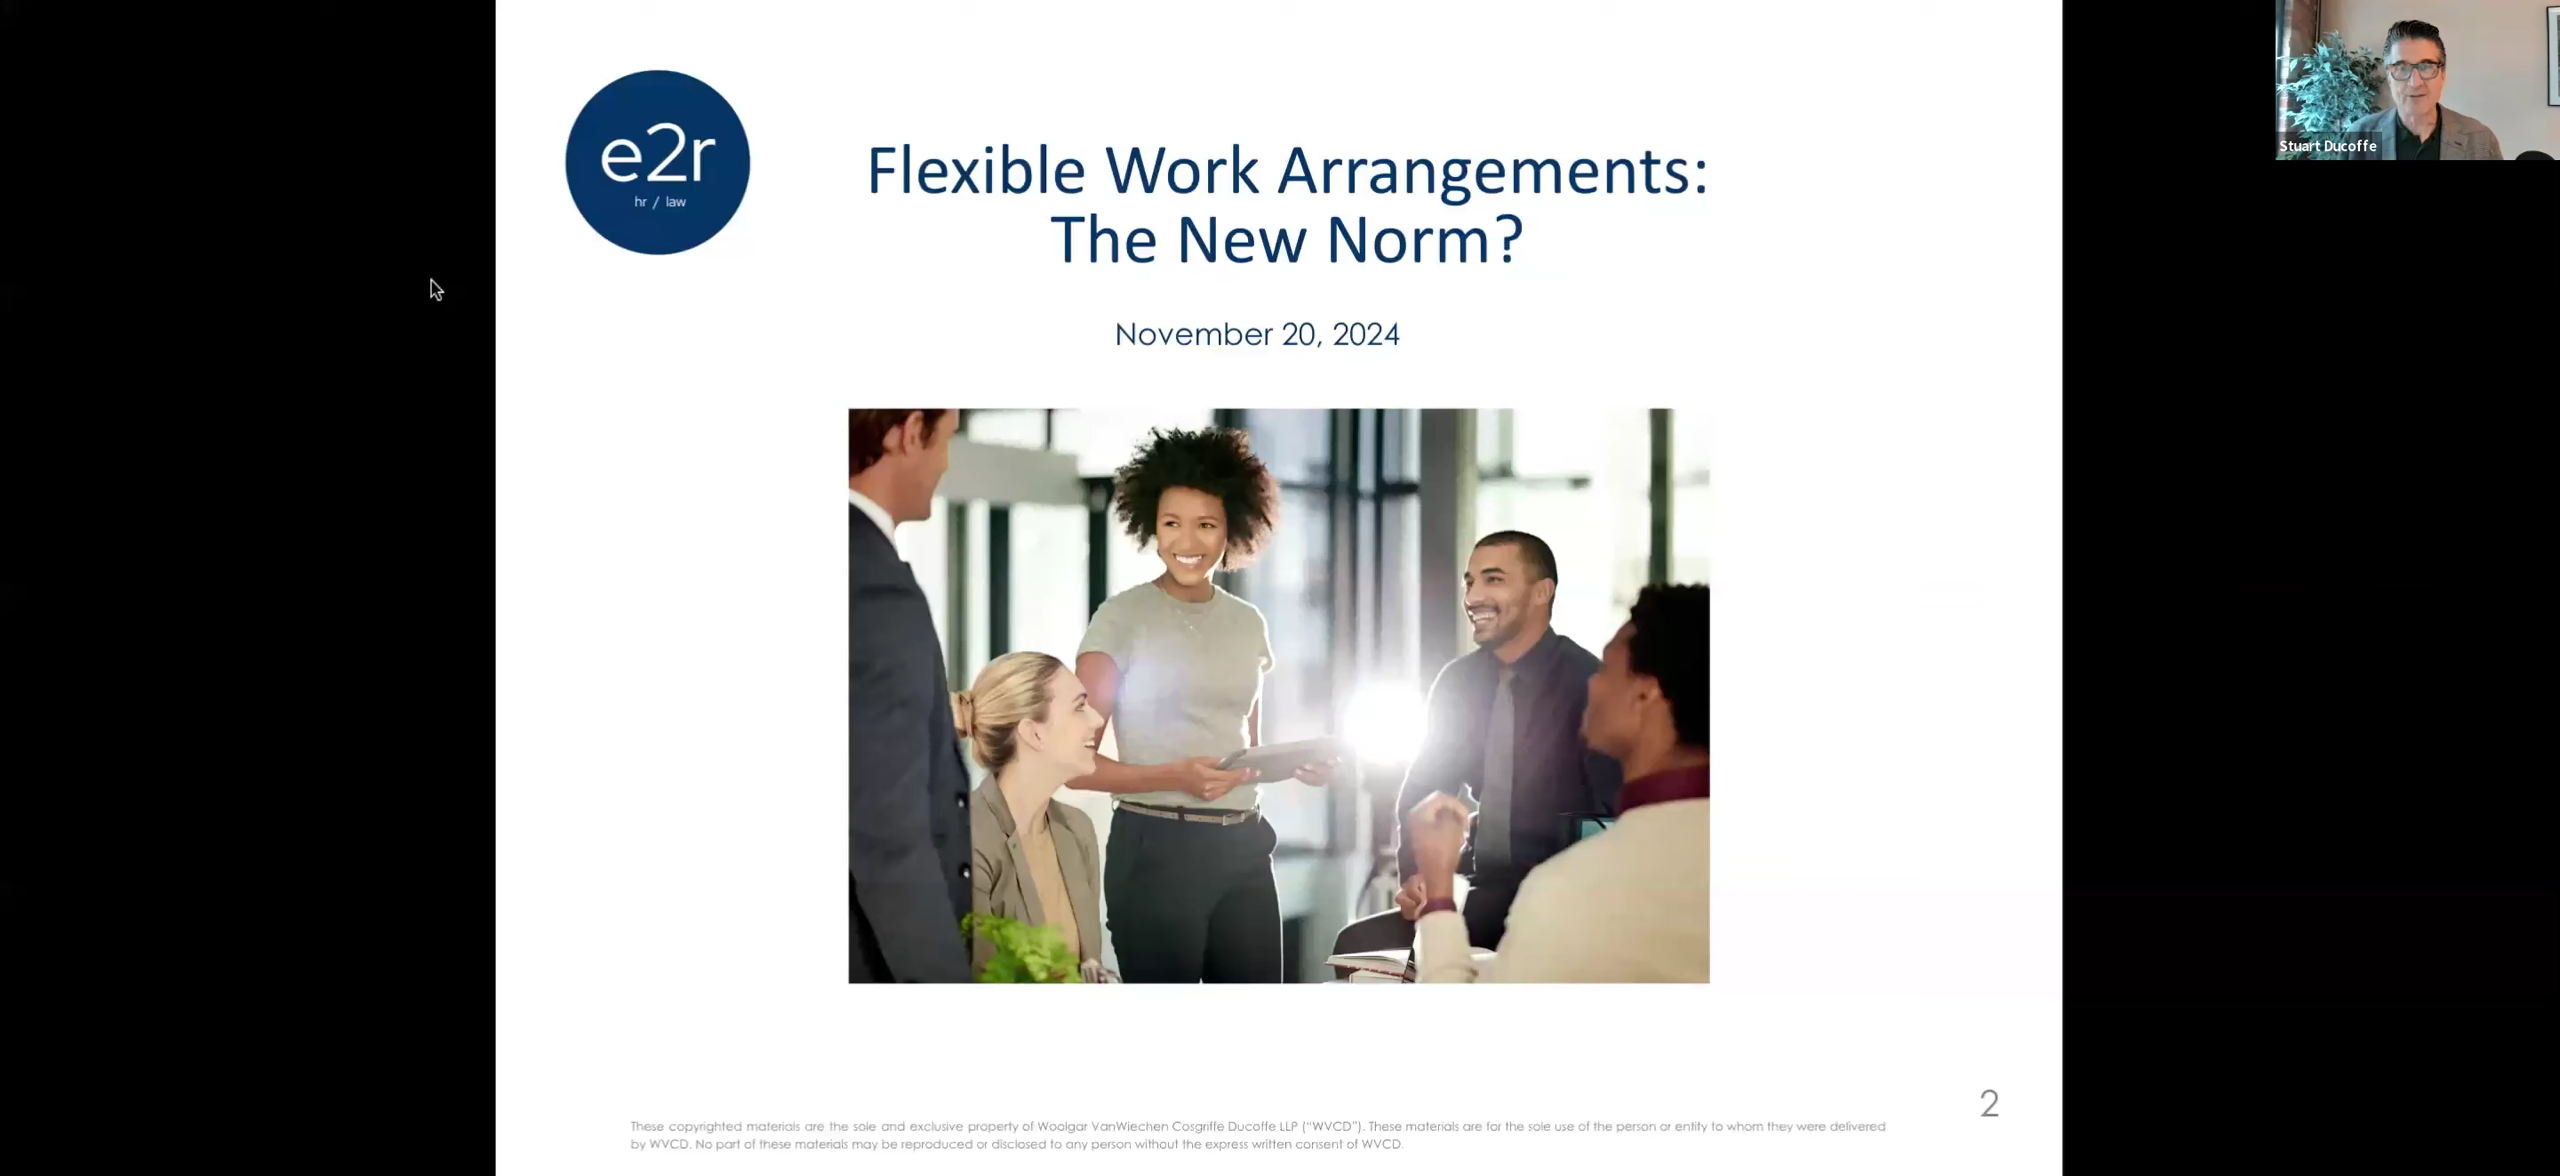 e2r
hr / law
Flexible Work Arrangements:
The New Norm?
November 20, 2024
Stuart Ducoffe
2
These copyrighted materials are the sole and exclusive property of Woolgar VanWiechen Cosgriffe Ducoffe LLP (“WVCD”). These materials are for the sole use of the person or entity to whom they were delivered
by WVCD. No part of these materials may be reproduced or disclosed to any person without the express written consent of WVCD.